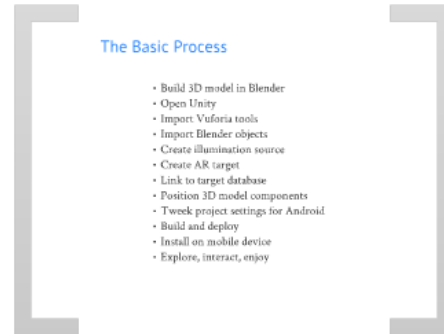 The Basic Process
• Build 3D model in Blender
• Open Unity
• Import Vuforia tools
• Import Blender objects
• Create illumination source
• Create AR target
• Link to target database
• Position 3D model components
• Tweek project settings for Android
• Build and deploy
• Install on mobile device
• Explore, interact, enjoy